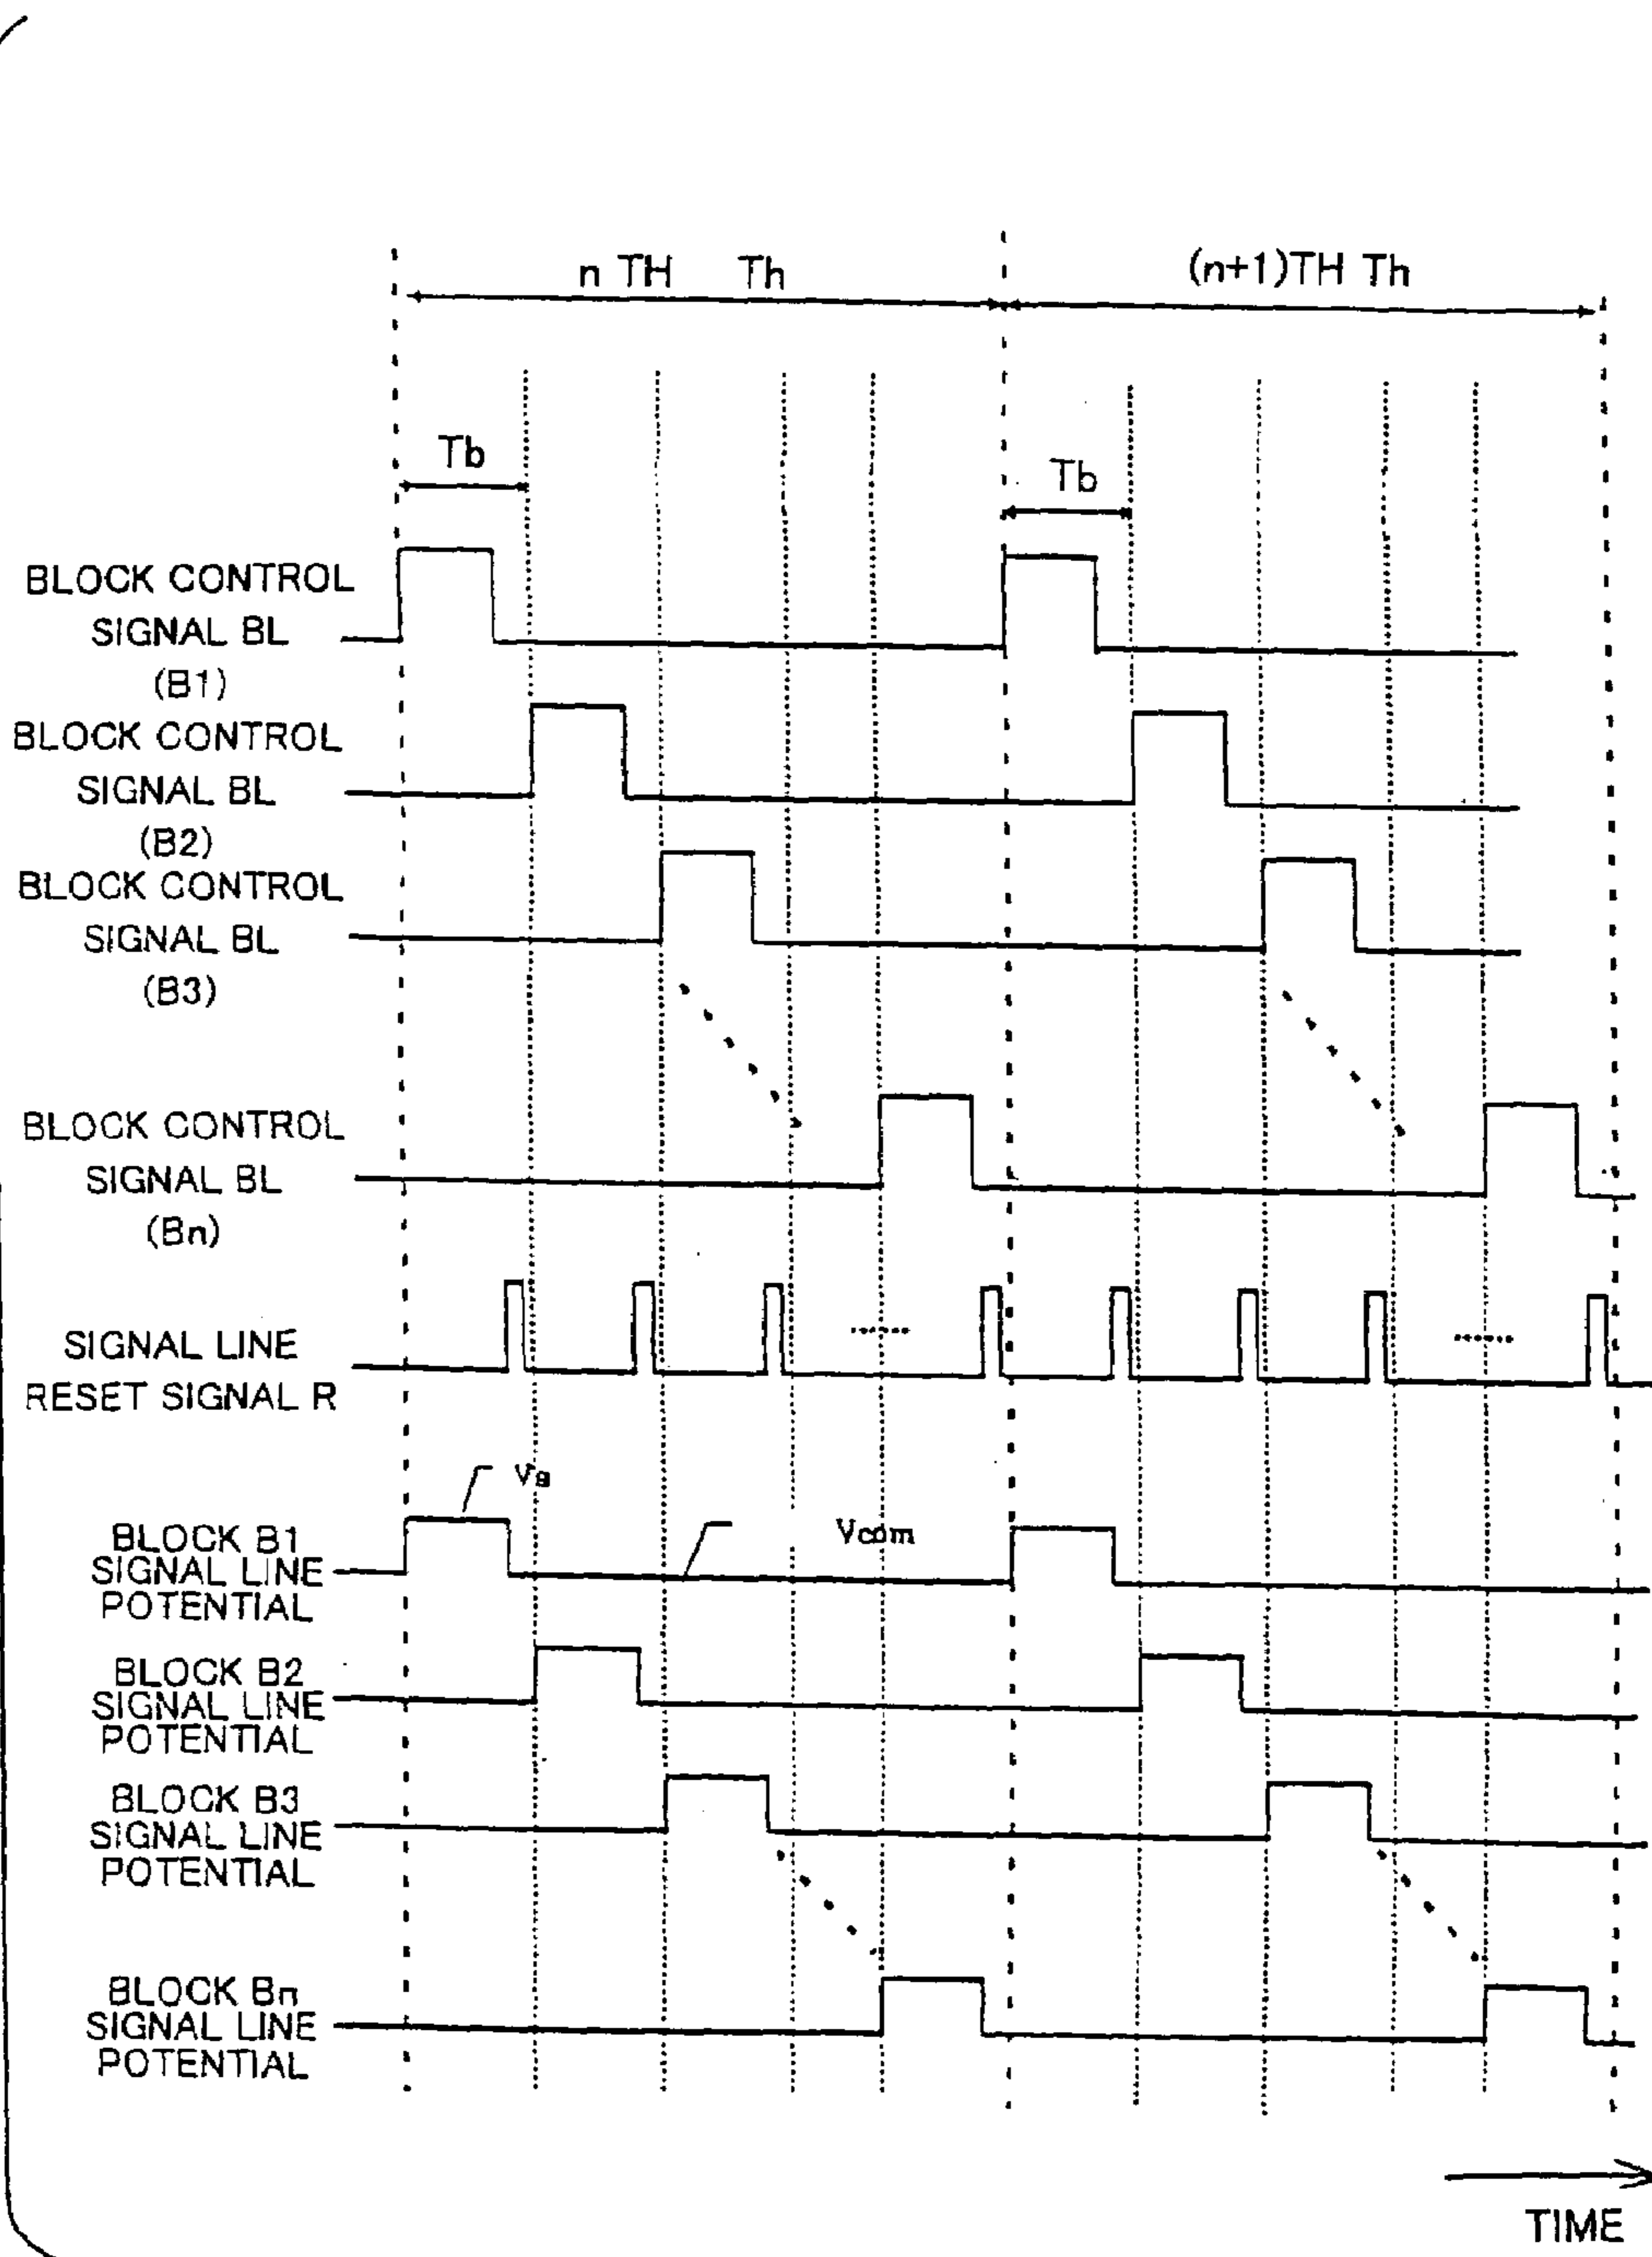 n TH Th
(n+1)TH Th
Tb
Tb
BLOCK CONTROL
SIGNAL BL
(B1)
BLOCK CONTROL
SIGNAL BL
(B2)
BLOCK CONTROL
SIGNAL BL
(B3)
BLOCK CONTROL
SIGNAL BL
(Bn)
SIGNAL LINE
RESET SIGNAL R
Vcom
BLOCK B1
SIGNAL LINE
POTENTIAL
BLOCK B2
SIGNAL LINE
POTENTIAL
BLOCK B3
SIGNAL LINE
POTENTIAL
BLOCK Bn
SIGNAL LINE
POTENTIAL
TIME